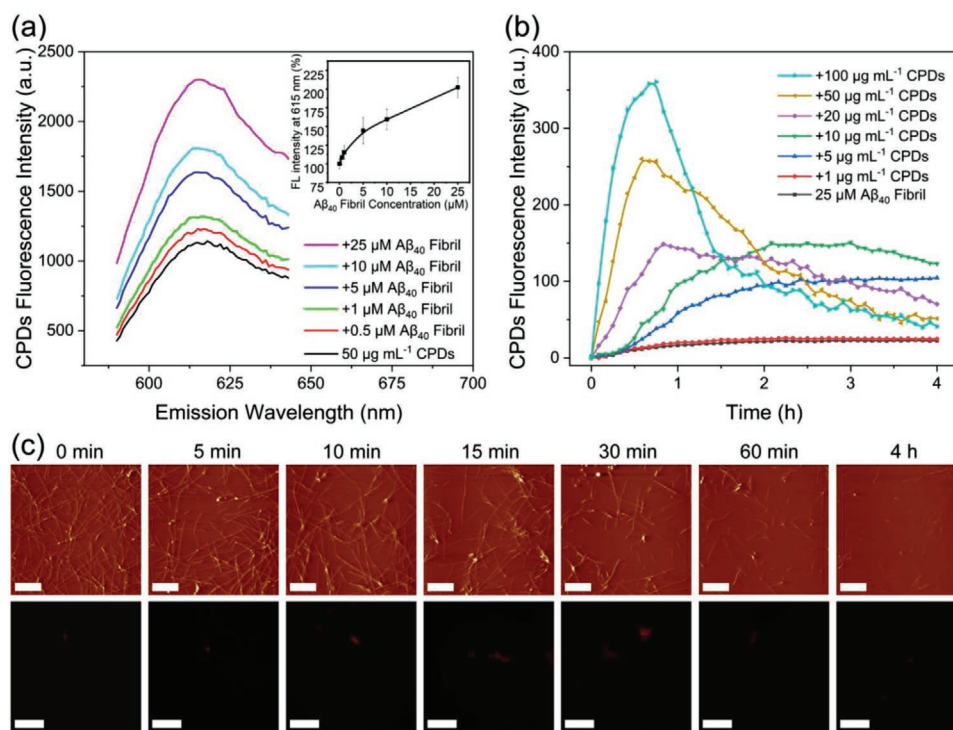 (a)
2500
2000
1500
1000
500
CPDs Fluorescence Intensity (a.u.)
600
625
650
675
700
Emission Wavelength (nm)
FL intensity at 615 nm (%)
225
200
175
150
125
100
75
0
5
10
15
20
25
Aβ₄₀ Fibril Concentration (µM)
+25 µM Aβ₄₀ Fibril
+10 µM Aβ₄₀ Fibril
+5 µM Aβ₄₀ Fibril
+1 µM Aβ₄₀ Fibril
+0.5 µM Aβ₄₀ Fibril
50 µg mL⁻¹ CPDs
(b)
400
350
300
250
200
150
100
50
0
CPDs Fluorescence Intensity (a.u.)
0
1
2
3
4
Time (h)
+100 µg mL⁻¹ CPDs
+50 µg mL⁻¹ CPDs
+20 µg mL⁻¹ CPDs
+10 µg mL⁻¹ CPDs
+5 µg mL⁻¹ CPDs
+1 µg mL⁻¹ CPDs
25 µM Aβ₄₀ Fibril
(c)
0 min
5 min
10 min
15 min
30 min
60 min
4 h